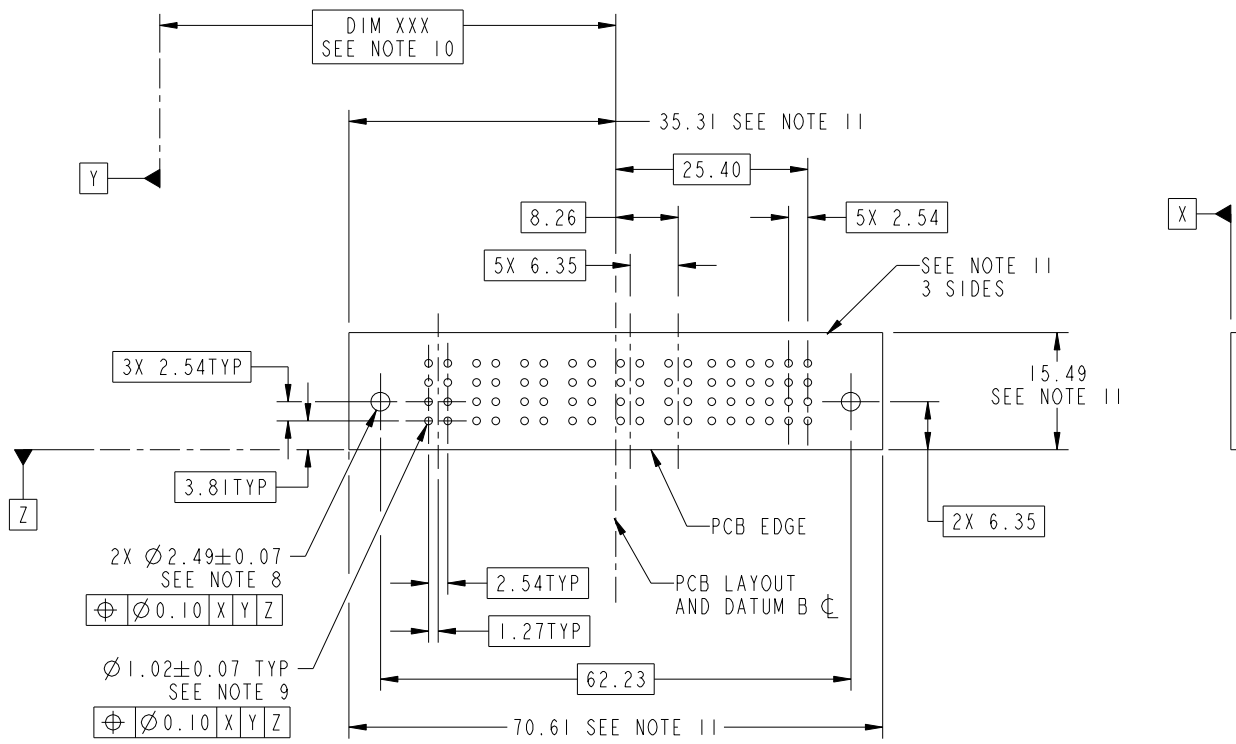 DIM XXX
SEE NOTE 10
35.31 SEE NOTE 11
Y
25.40
X
8.26
5X 2.54
5X 6.35
SEE NOTE 11
3 SIDES
3X 2.54TYP
15.49
SEE NOTE 11
3.81TYP
Z
2X 6.35
PCB EDGE
2X Ø2.49±0.07
SEE NOTE 8
⌖ Ø0.10 X Y Z
2.54TYP
PCB LAYOUT
AND DATUM B ℄
1.27TYP
Ø1.02±0.07 TYP
SEE NOTE 9
⌖ Ø0.10 X Y Z
62.23
70.61 SEE NOTE 11